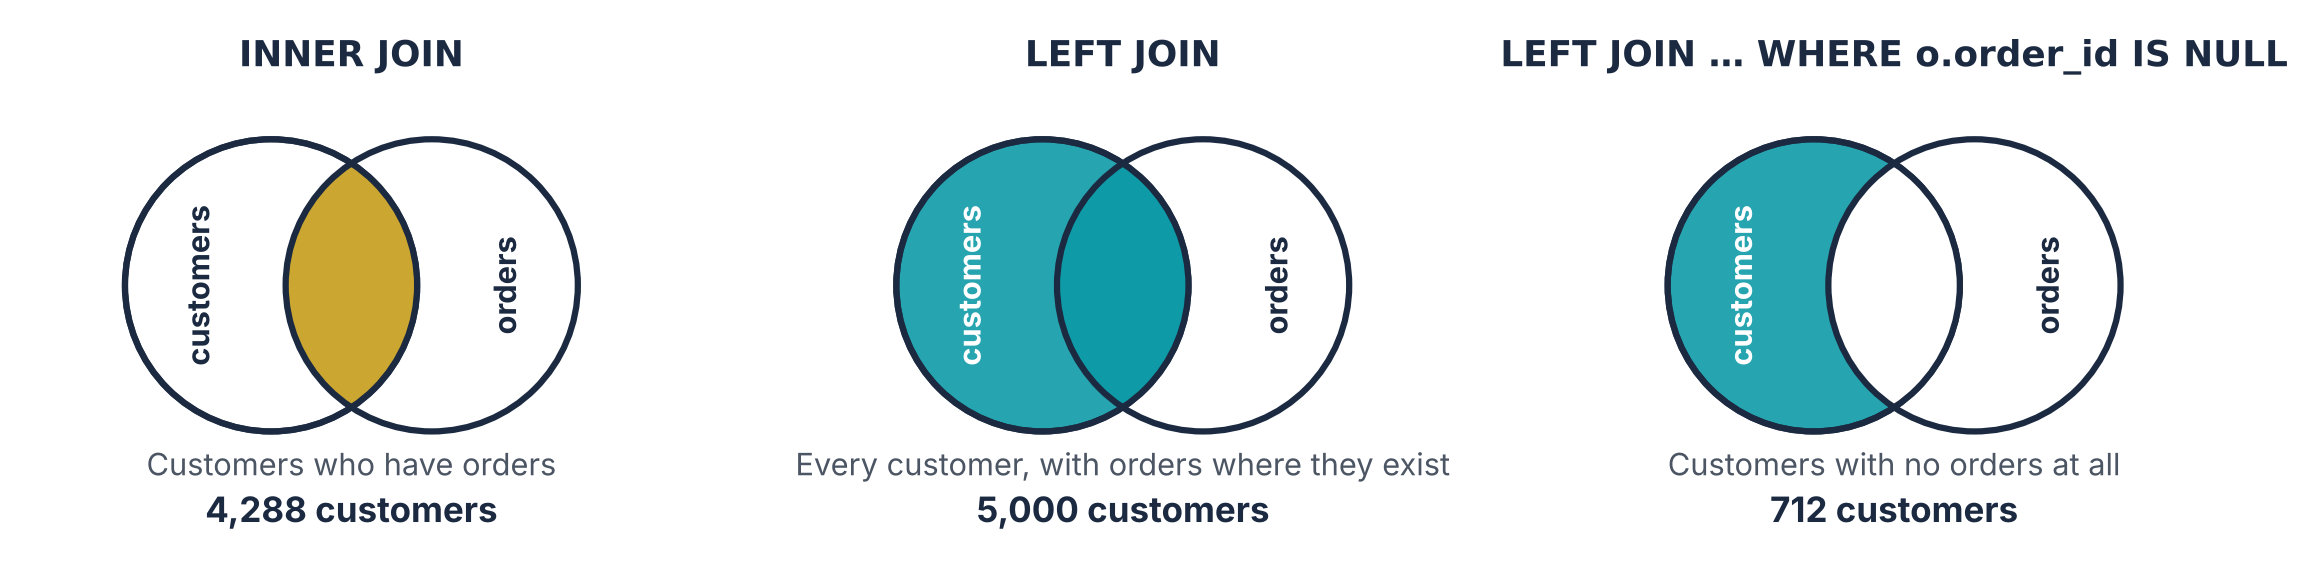 INNER JOIN
customers
orders
Customers who have orders
4,288 customers
LEFT JOIN
customers
orders
Every customer, with orders where they exist
5,000 customers
LEFT JOIN ... WHERE o.order_id IS NULL
customers
orders
Customers with no orders at all
712 customers